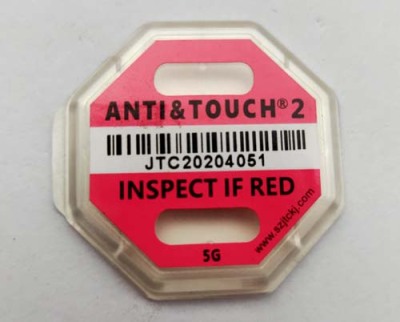 ANTI&TOUCH® 2
JTC20204051
INSPECT IF RED
5G
www.szjtckj.com